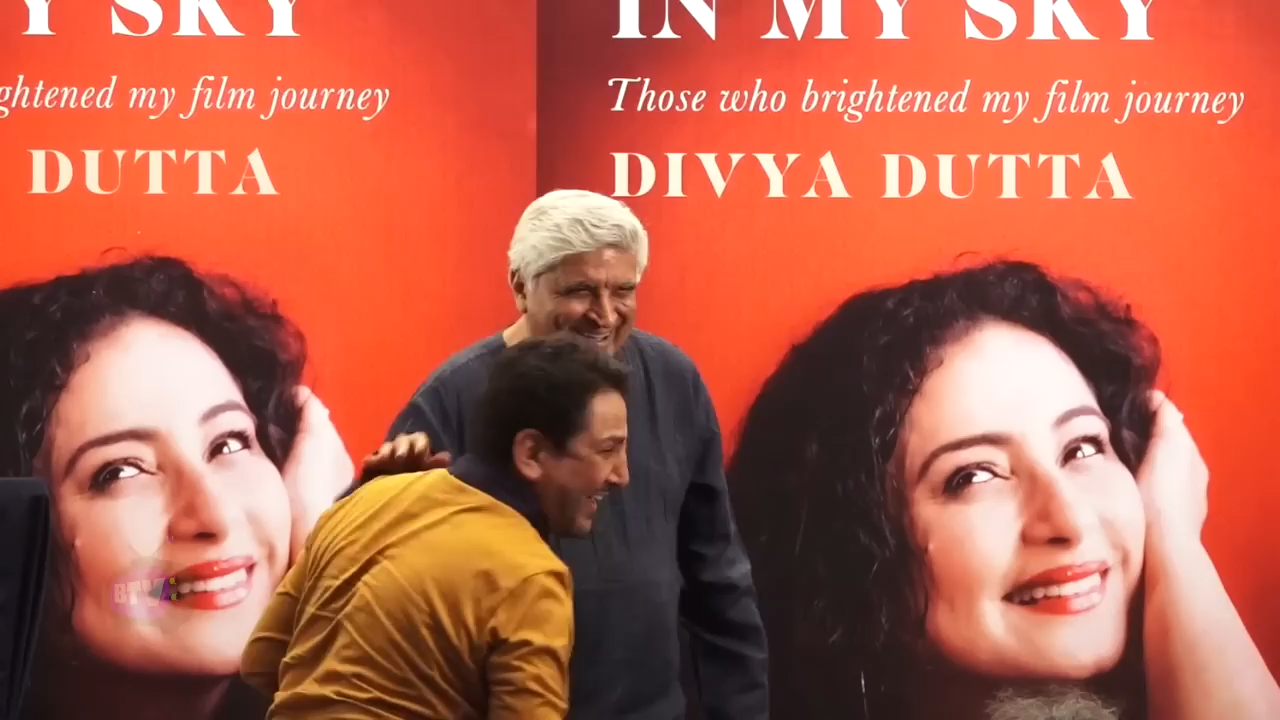 Y SKY
ghtened my film journey
DUTTA
IN MY SKY
Those who brightened my film journey
DIVYA DUTTA
BTV